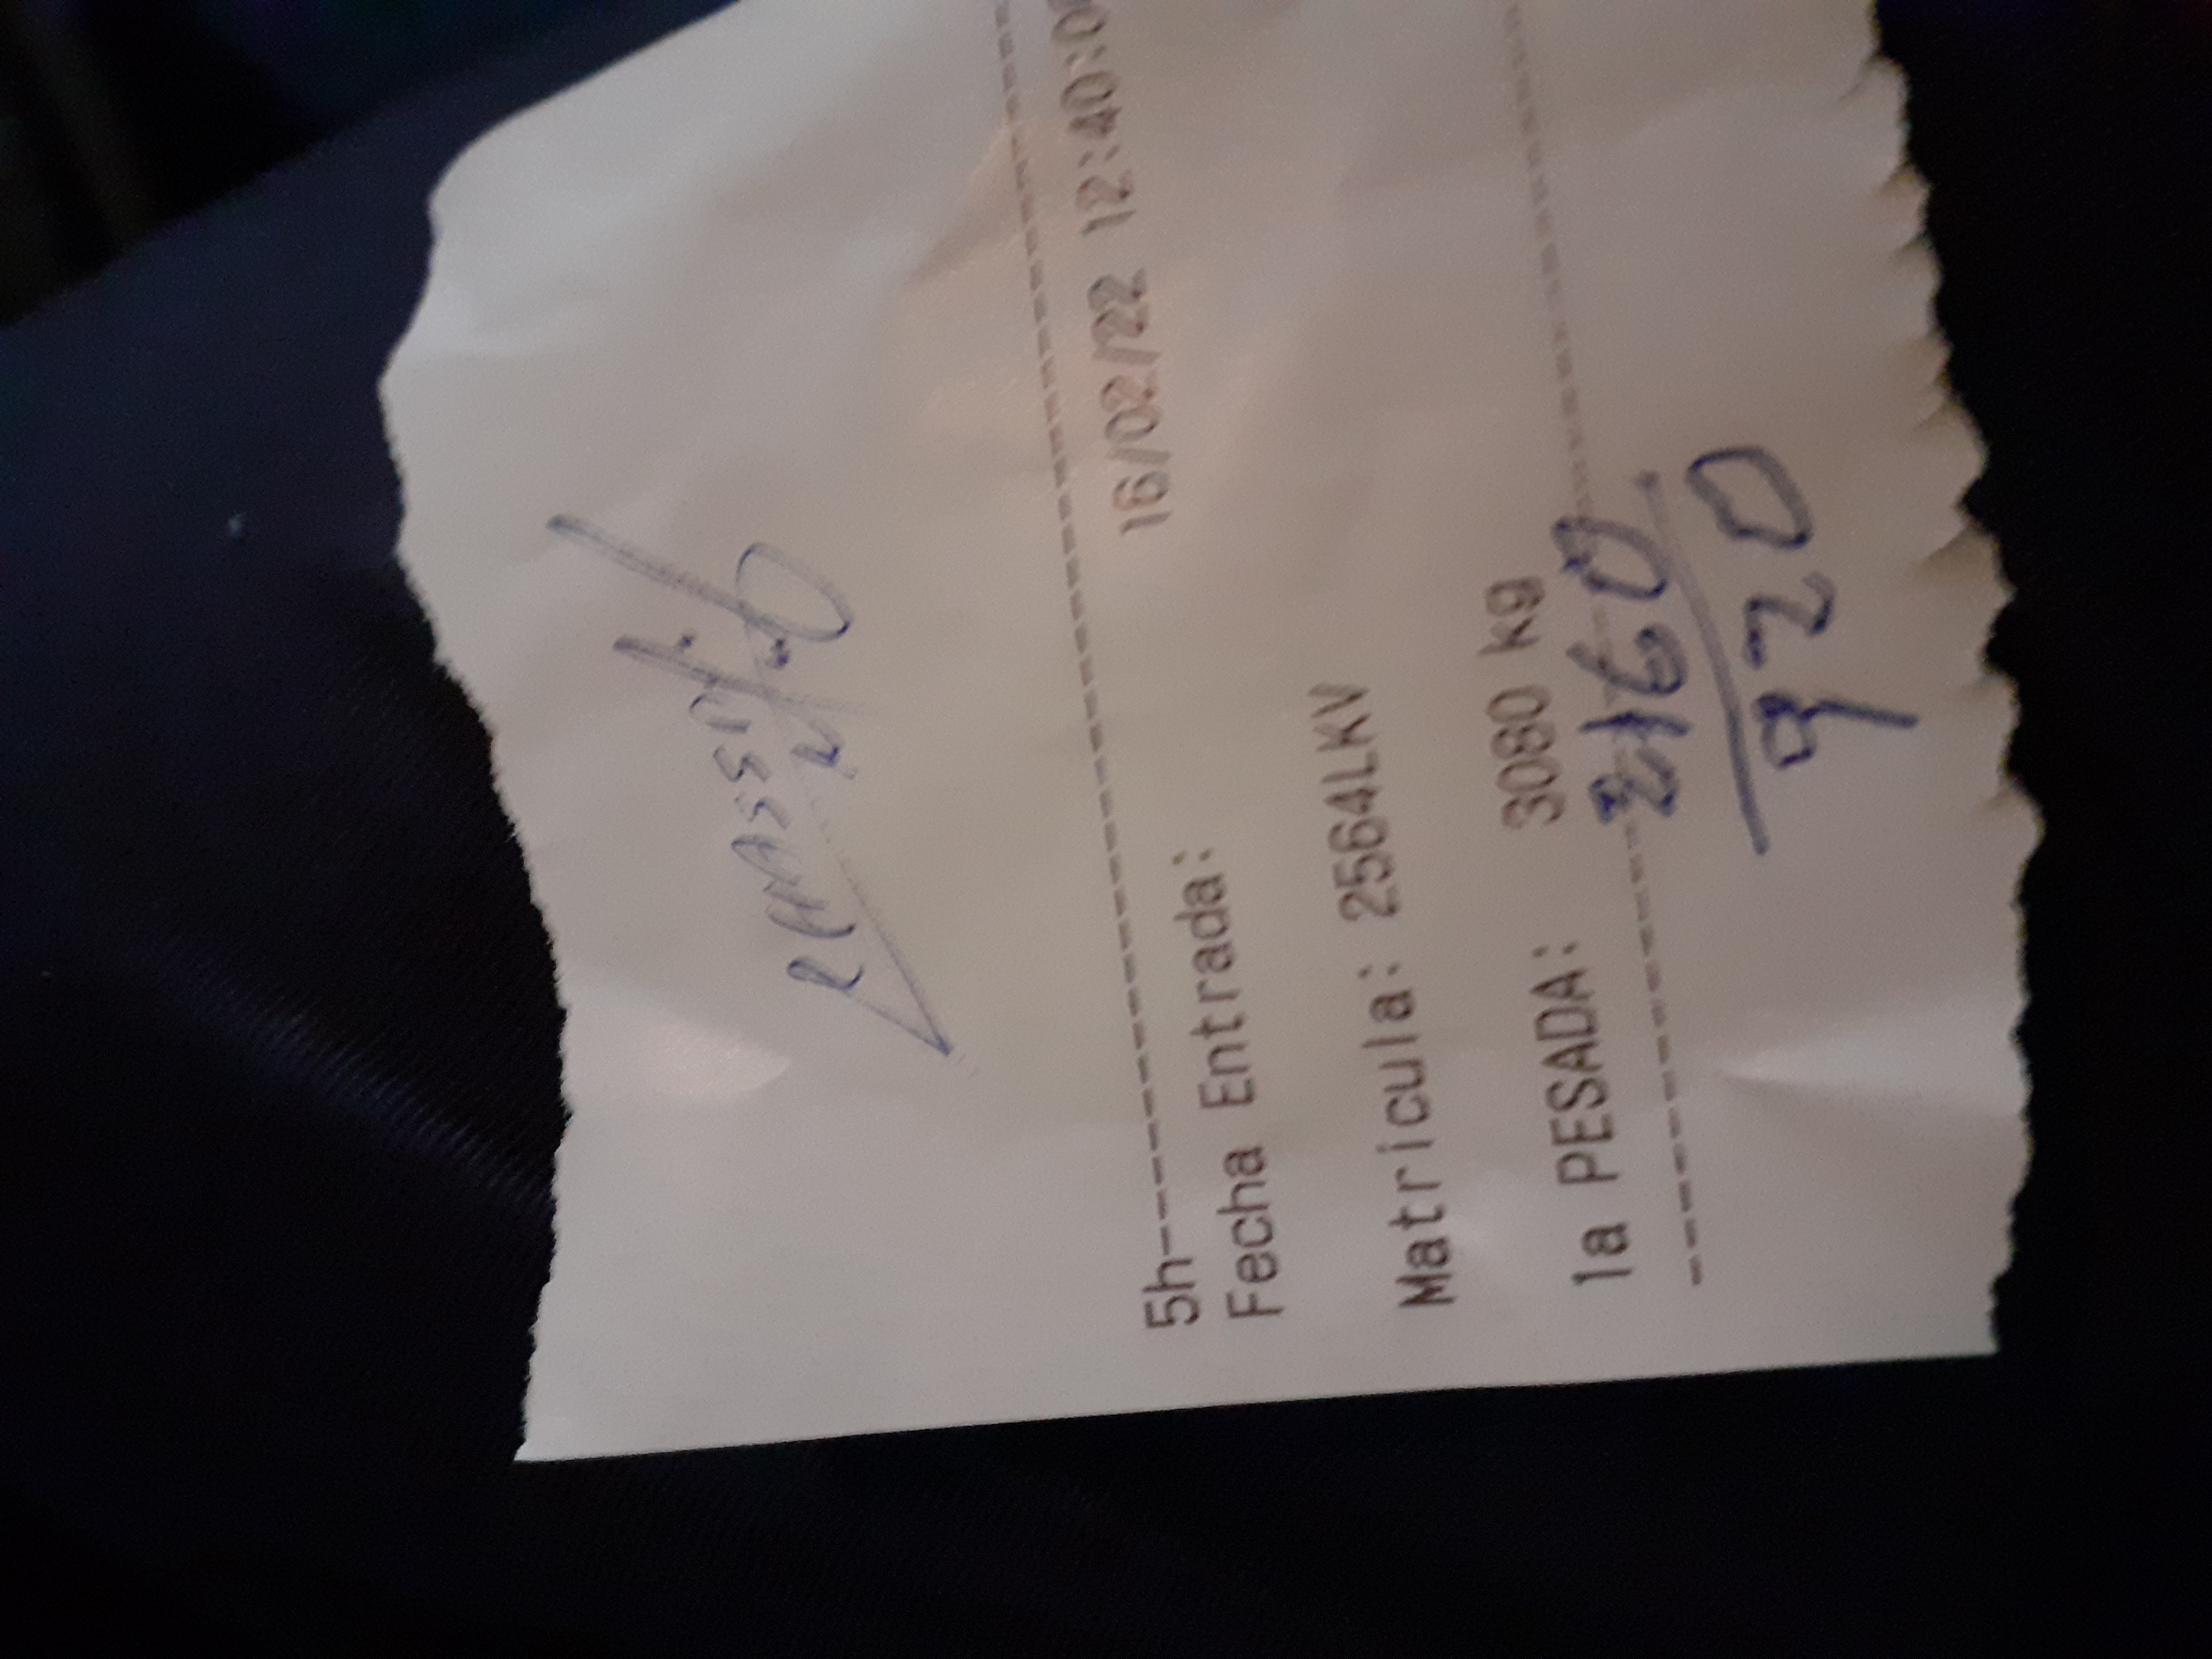 5h--------------------------------
Fecha Entrada: 16/02/22 12:40:0
Matricula: 2564LKV
1a PESADA: 3080 kg
2160
920